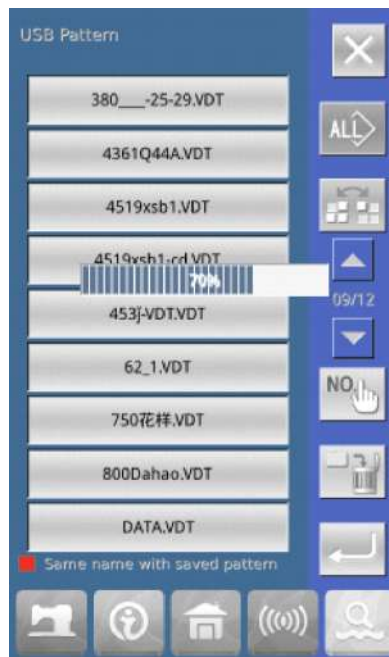 USB Pattern
380___-25-29.VDT
ALL
4361Q44A.VDT
4519xsb1.VDT
4519xsb1-cd.VDT
70%
09/12
453j-VDT.VDT
62_1.VDT
NO.
750花样.VDT
800Dahao.VDT
DATA.VDT
Same name with saved pattern